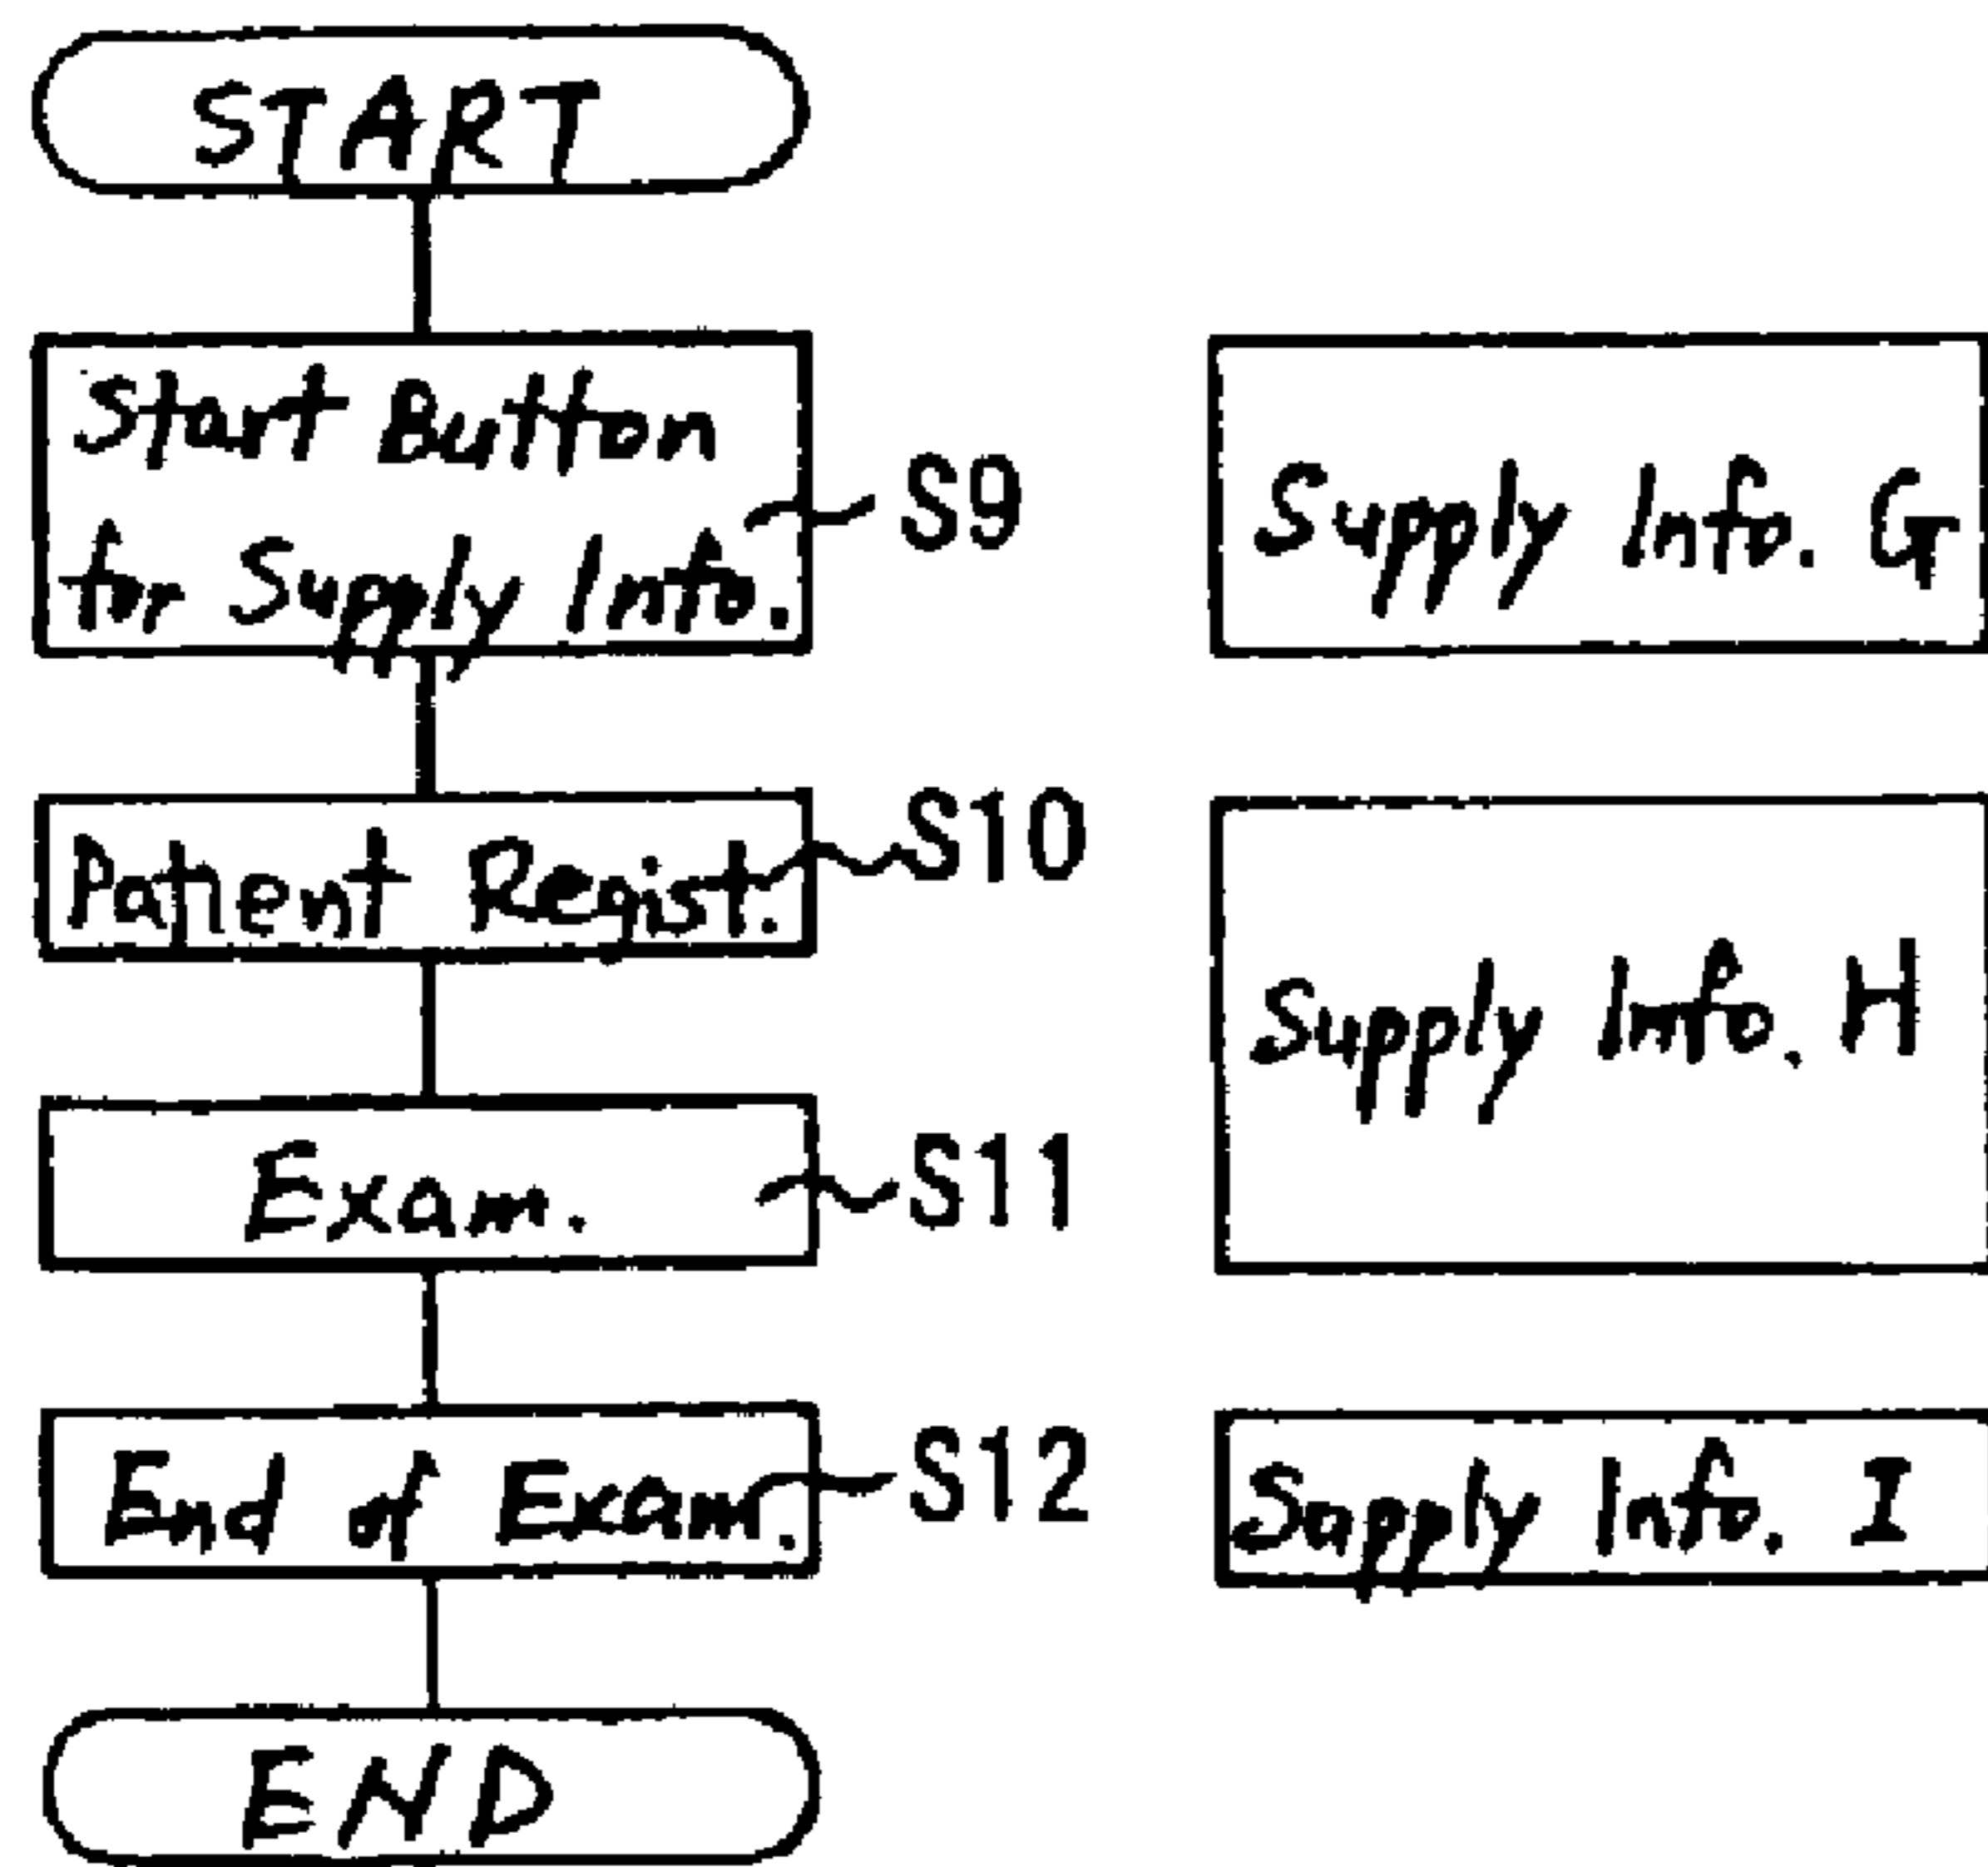 START
Start Button
for Supply Info.
S9
Supply Info. G
Patient Regist.
S10
Supply Info. H
Exam.
S11
End of Exam.
S12
Supply Info. I
END